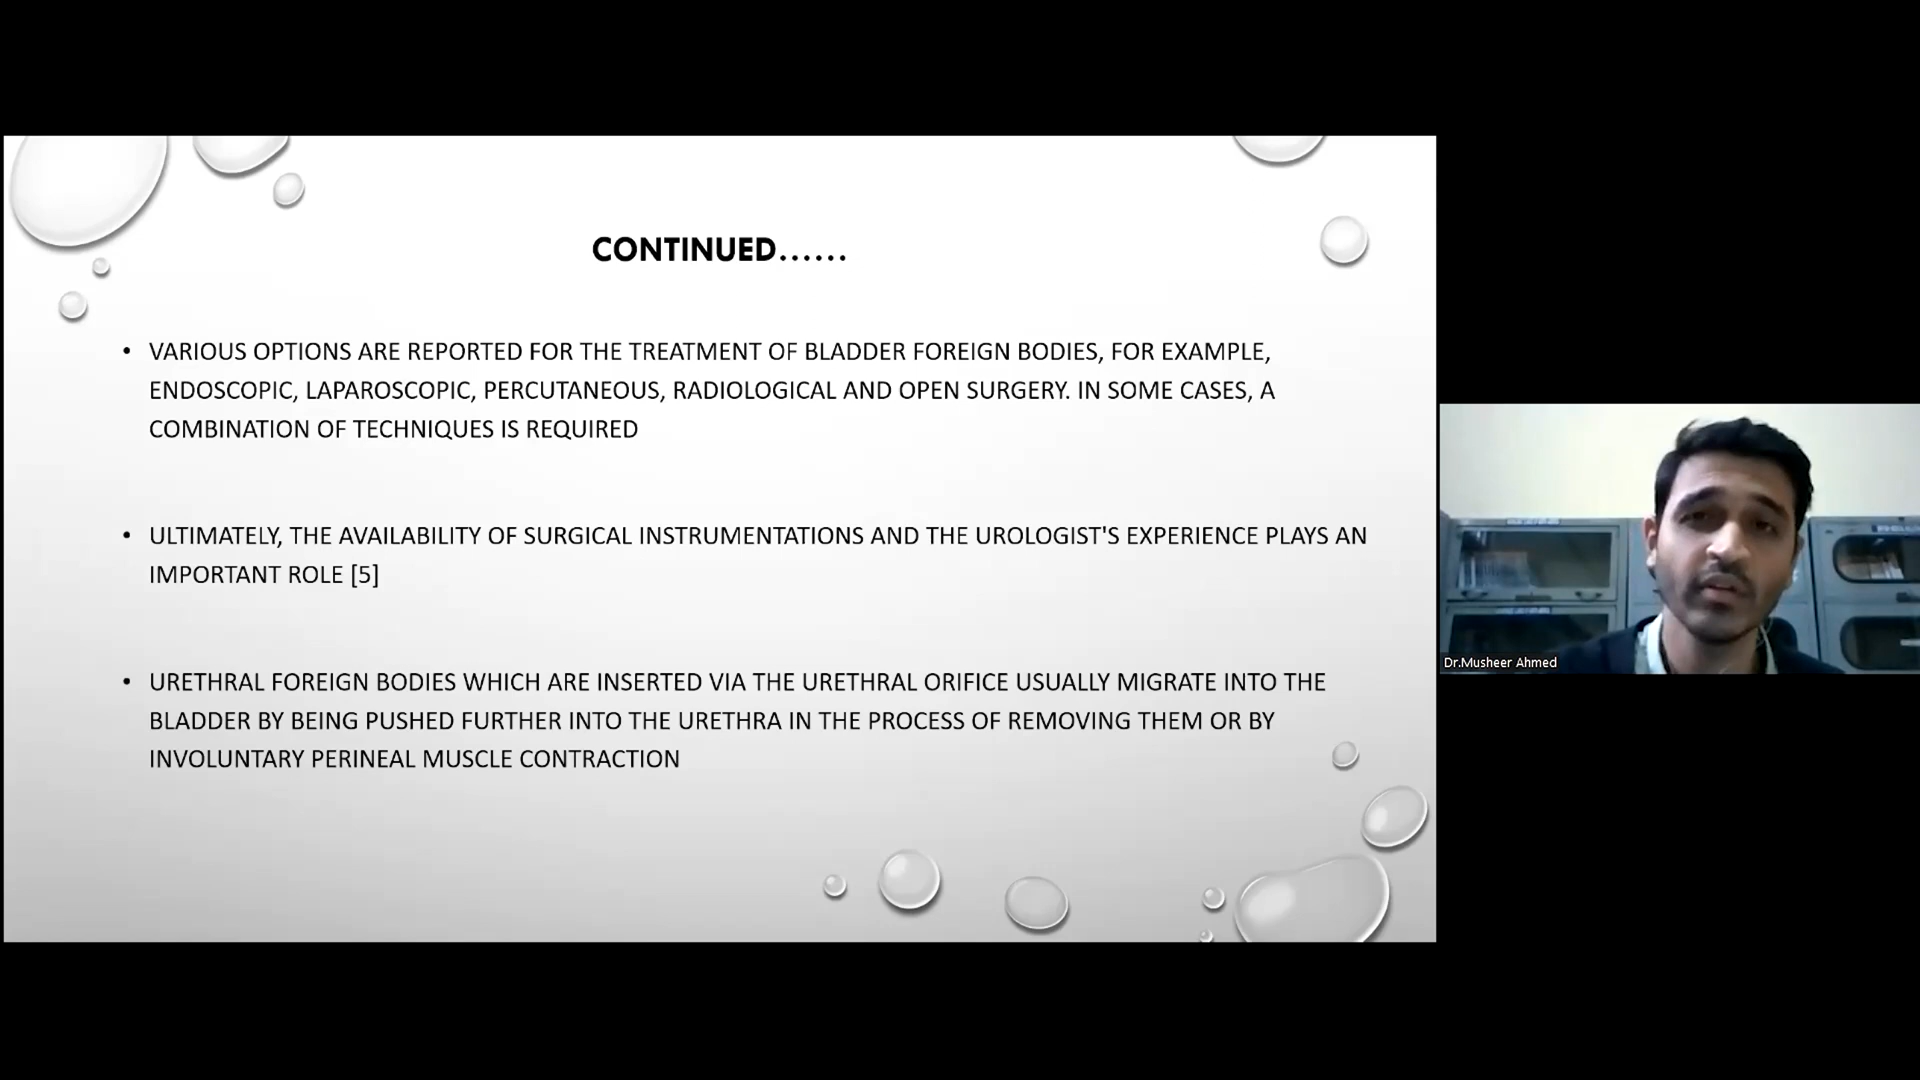 CONTINUED......
• VARIOUS OPTIONS ARE REPORTED FOR THE TREATMENT OF BLADDER FOREIGN BODIES, FOR EXAMPLE,
ENDOSCOPIC, LAPAROSCOPIC, PERCUTANEOUS, RADIOLOGICAL AND OPEN SURGERY. IN SOME CASES, A
COMBINATION OF TECHNIQUES IS REQUIRED
• ULTIMATELY, THE AVAILABILITY OF SURGICAL INSTRUMENTATIONS AND THE UROLOGIST'S EXPERIENCE PLAYS AN
IMPORTANT ROLE [5]
• URETHRAL FOREIGN BODIES WHICH ARE INSERTED VIA THE URETHRAL ORIFICE USUALLY MIGRATE INTO THE
BLADDER BY BEING PUSHED FURTHER INTO THE URETHRA IN THE PROCESS OF REMOVING THEM OR BY
INVOLUNTARY PERINEAL MUSCLE CONTRACTION
Dr.Musheer Ahmed